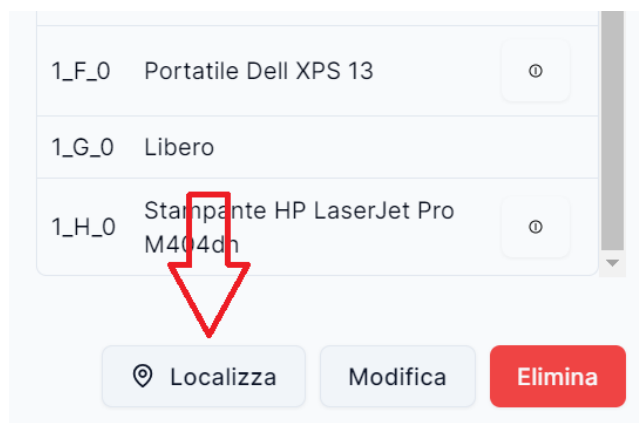 1_F_0 Portatile Dell XPS 13
1_G_0 Libero
1_H_0 Stampante HP LaserJet Pro
M404dn
Localizza Modifica Elimina